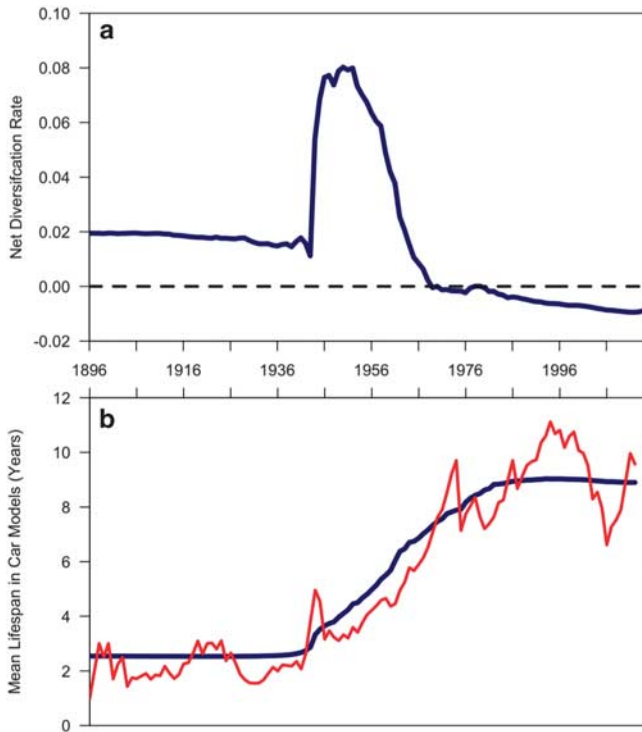 a
Net Diversifcation Rate
0.10
0.08
0.06
0.04
0.02
0.00
-0.02
1896 1916 1936 1956 1976 1996
b
Mean Lifespan in Car Models (Years)
12
10
8
6
4
2
0